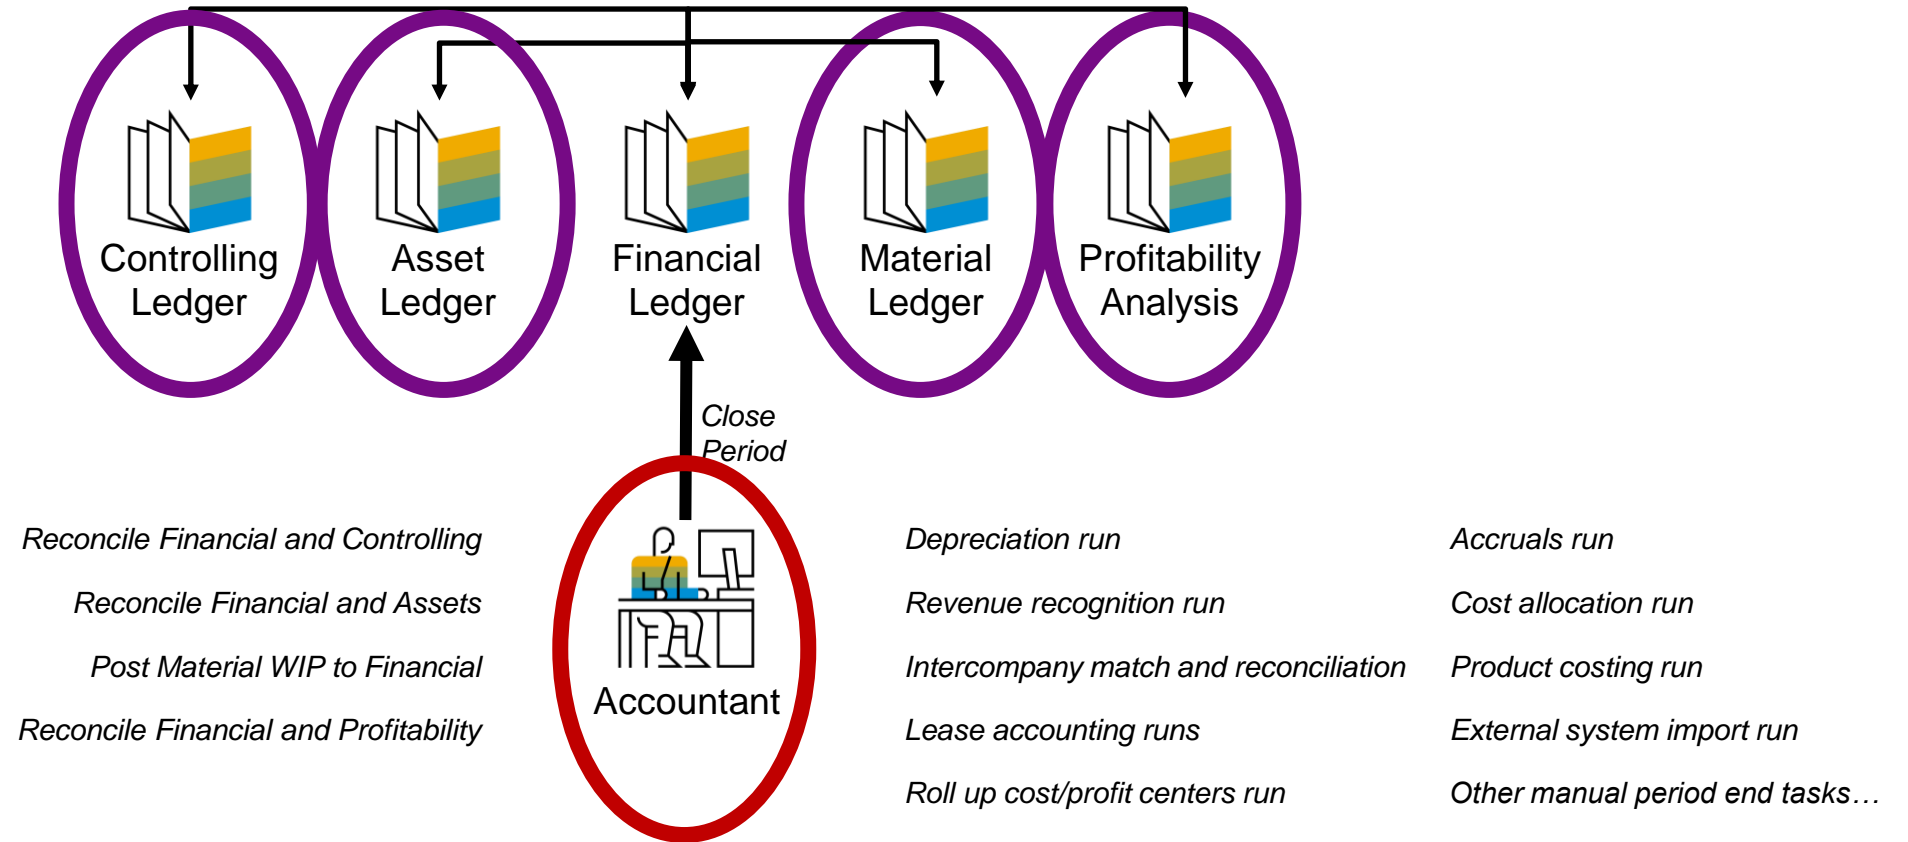 Controlling
Ledger
Asset
Ledger
Financial
Ledger
Material
Ledger
Profitability
Analysis
Close
Period
Reconcile Financial and Controlling
Reconcile Financial and Assets
Post Material WIP to Financial
Reconcile Financial and Profitability
Accountant
Depreciation run
Revenue recognition run
Intercompany match and reconciliation
Lease accounting runs
Roll up cost/profit centers run
Accruals run
Cost allocation run
Product costing run
External system import run
Other manual period end tasks…